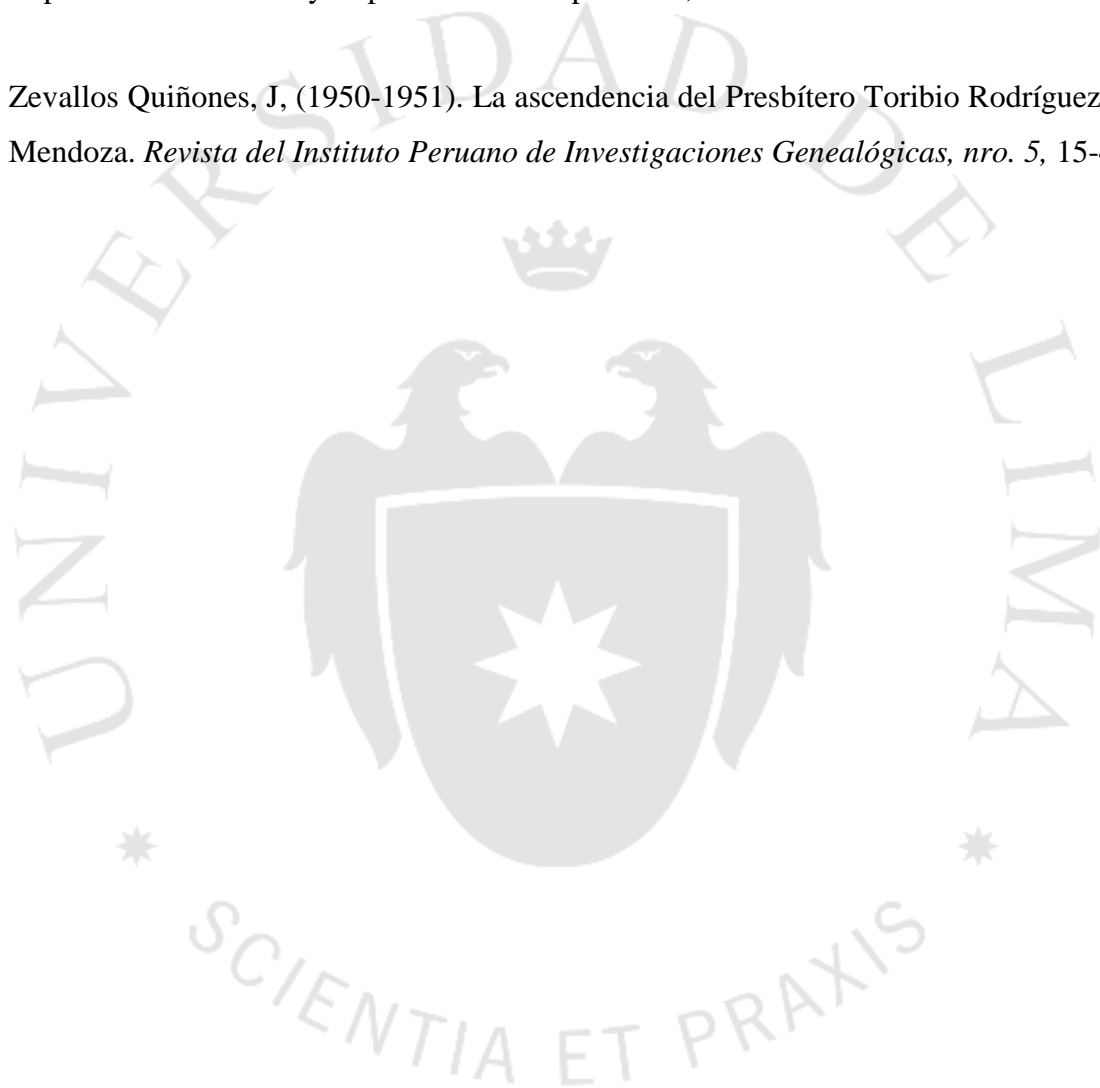 Zevallos Quiñones, J, (1950-1951). La ascendencia del Presbítero Toribio Rodríguez
Mendoza. Revista del Instituto Peruano de Investigaciones Genealógicas, nro. 5, 15-
UNIVERSIDAD DE LIMA
SCIENTIA ET PRAXIS